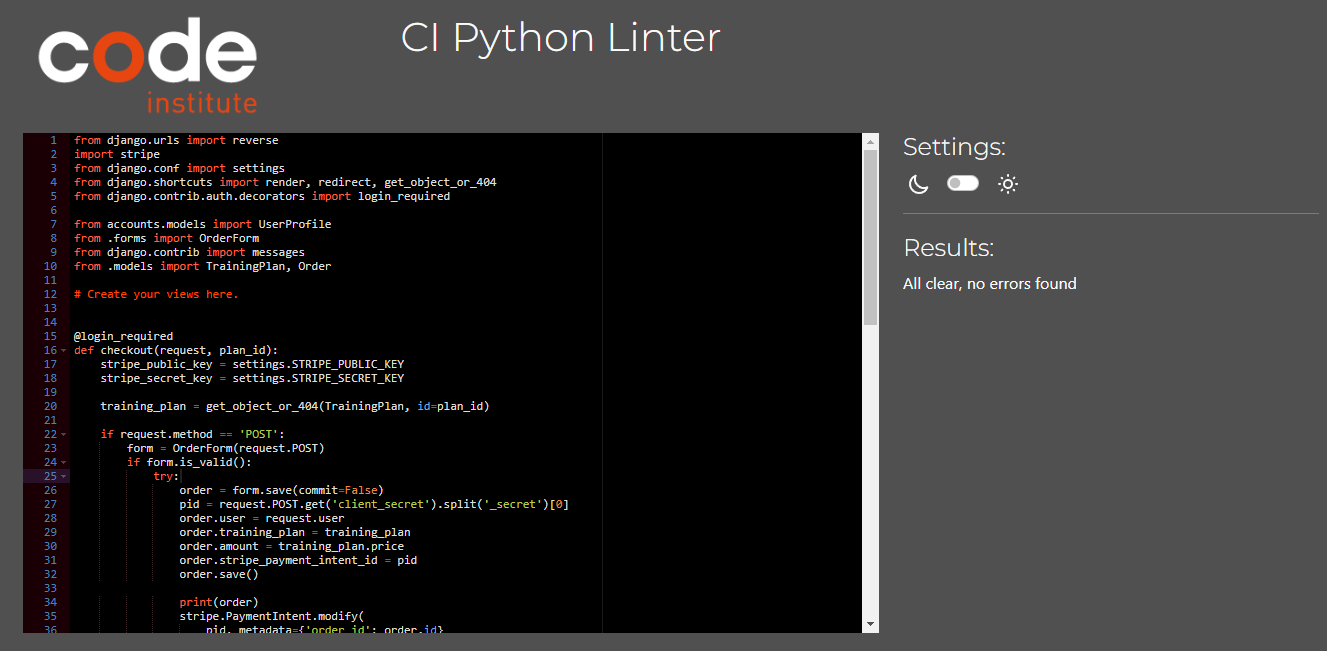 code
institute
CI Python Linter
1 from django.urls import reverse
2 import stripe
3 from django.conf import settings
4 from django.shortcuts import render, redirect, get_object_or_404
5 from django.contrib.auth.decorators import login_required
6
7 from accounts.models import UserProfile
8 from .forms import OrderForm
9 from django.contrib import messages
10 from .models import TrainingPlan, Order
11
12 # Create your views here.
13
14
15 @login_required
16 def checkout(request, plan_id):
17     stripe_public_key = settings.STRIPE_PUBLIC_KEY
18     stripe_secret_key = settings.STRIPE_SECRET_KEY
19
20     training_plan = get_object_or_404(TrainingPlan, id=plan_id)
21
22     if request.method == 'POST':
23         form = OrderForm(request.POST)
24         if form.is_valid():
25             try:
26                 order = form.save(commit=False)
27                 pid = request.POST.get('client_secret').split('_secret')[0]
28                 order.user = request.user
29                 order.training_plan = training_plan
30                 order.amount = training_plan.price
31                 order.stripe_payment_intent_id = pid
32                 order.save()
33
34                 print(order)
35                 stripe.PaymentIntent.modify(
36                     pid, metadata={'order_id': order.id}
Settings:
Results:
All clear, no errors found